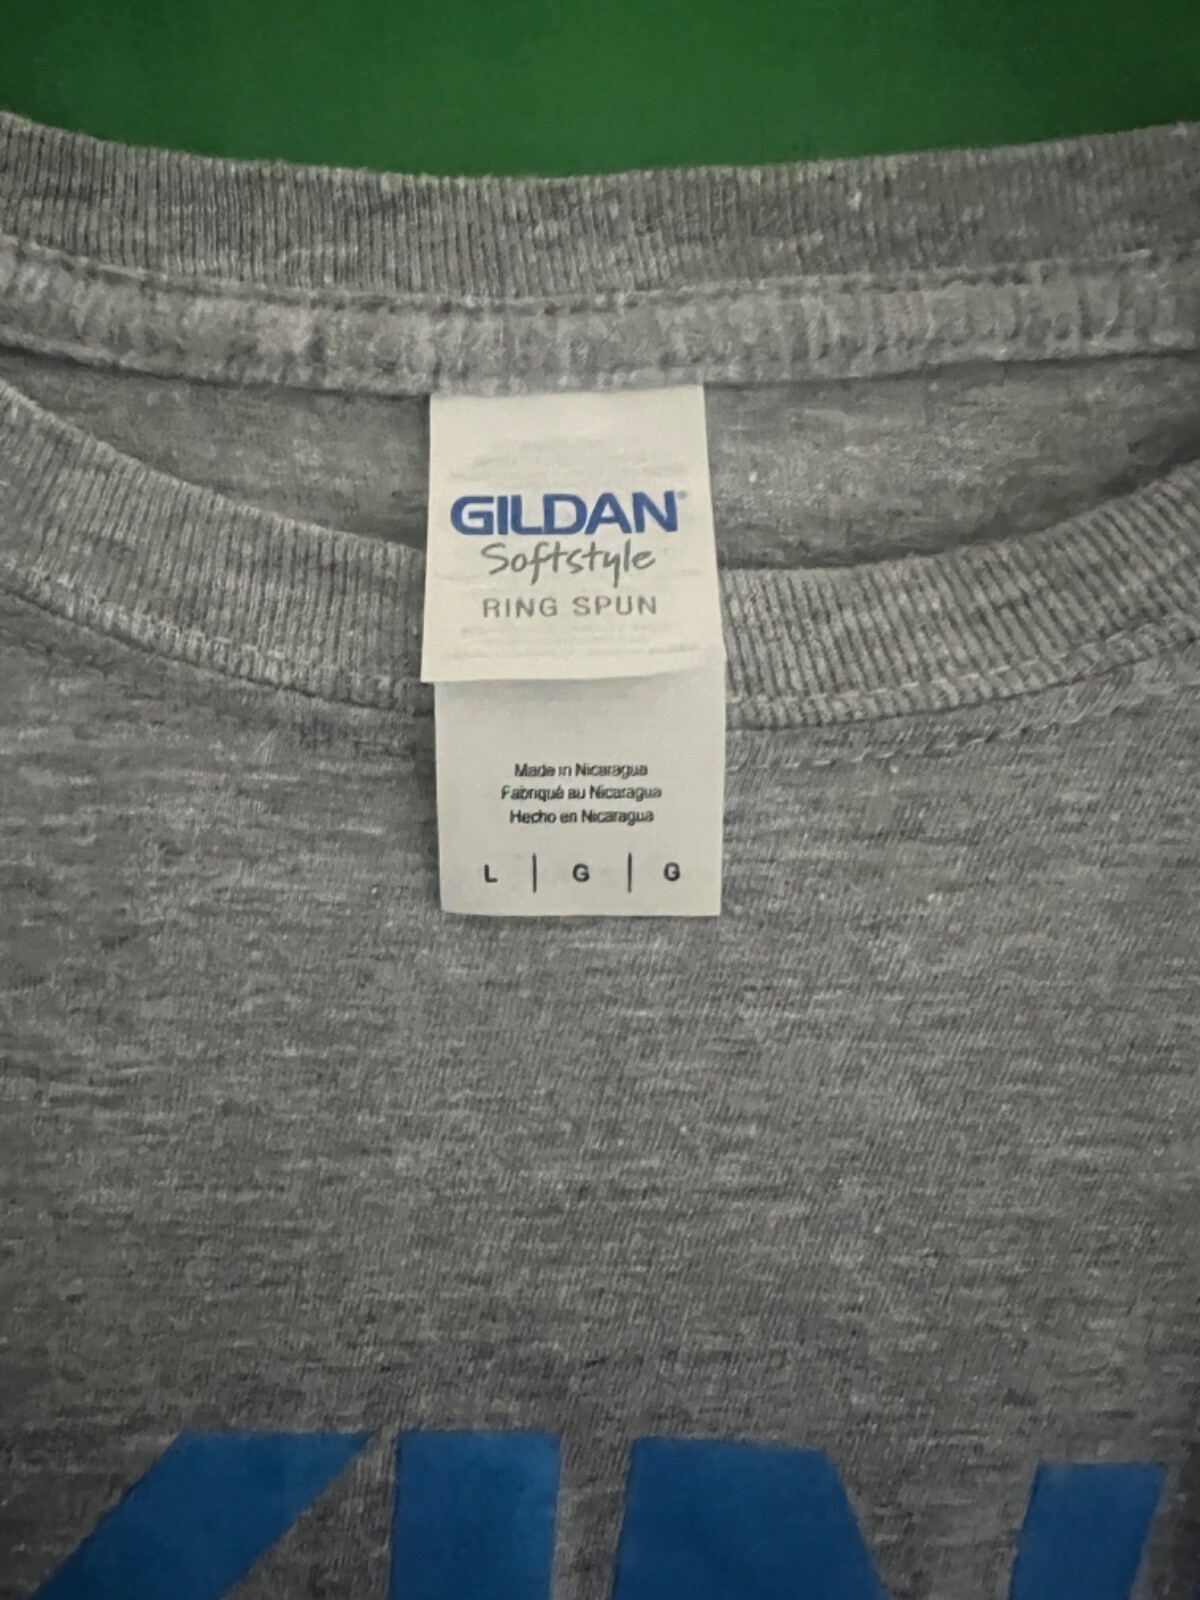 GILDAN®
Softstyle
RING SPUN
Made in Nicaragua
Fabriqué au Nicaragua
Hecho en Nicaragua
L | G | G